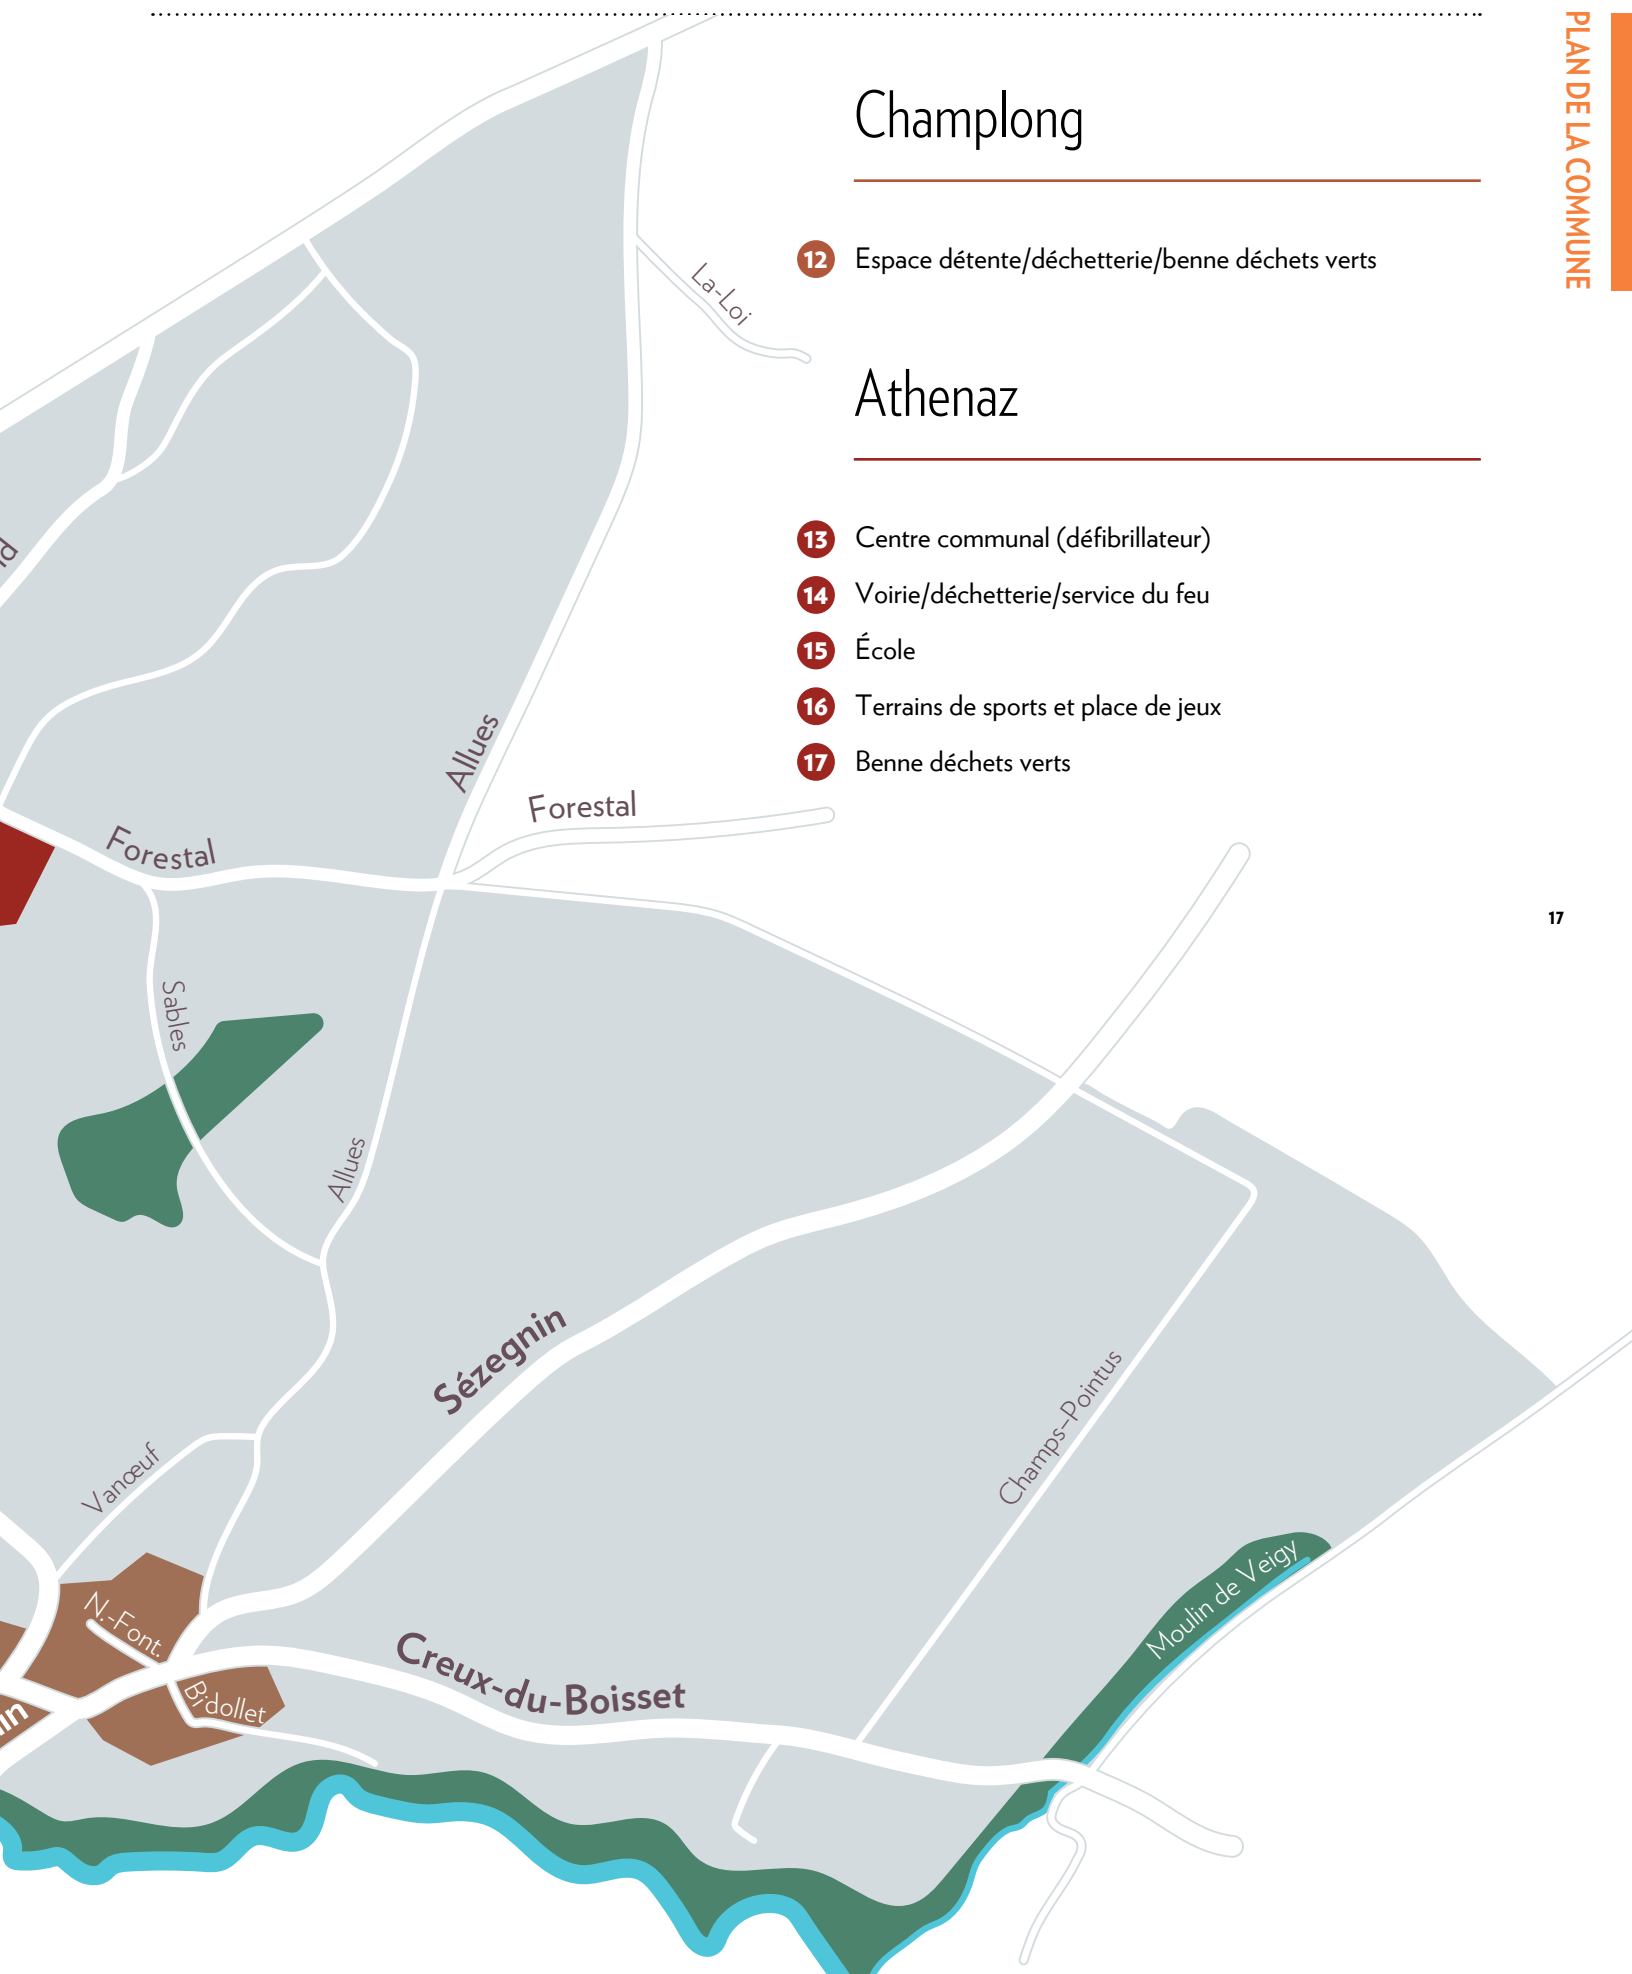 PLAN DE LA COMMUNE
Champlong
12 Espace détente/déchetterie/benne déchets verts
La-Loi
Athenaz
13 Centre communal (défibrillateur)
14 Voirie/déchetterie/service du feu
15 École
16 Terrains de sports et place de jeux
17 Benne déchets verts
Allues
Forestal
Forestal
17
Sables
Allues
Sézegnin
Champs-Pointus
Vanœuf
Moulin de Veigy
N.-Font.
Creux-du-Boisset
Bidollet